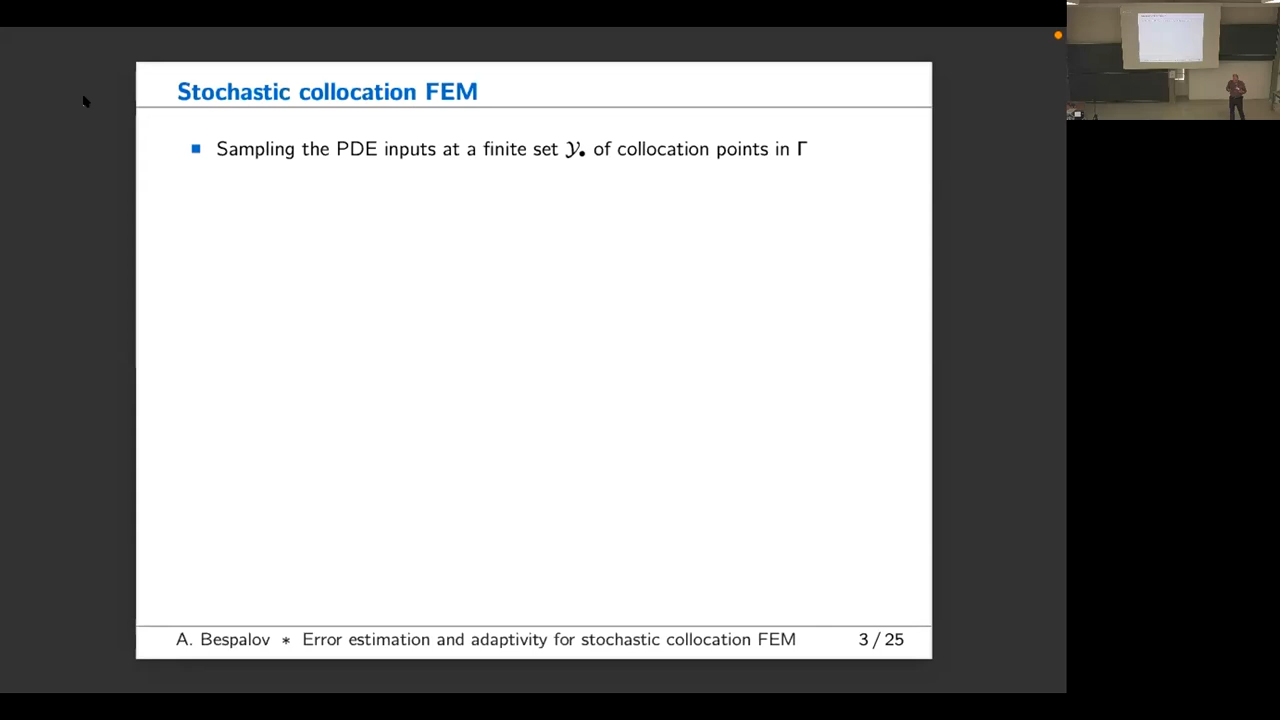 Stochastic collocation FEM
Sampling the PDE inputs at a finite set 𝒴• of collocation points in Γ
A. Bespalov ∗ Error estimation and adaptivity for stochastic collocation FEM 3 / 25